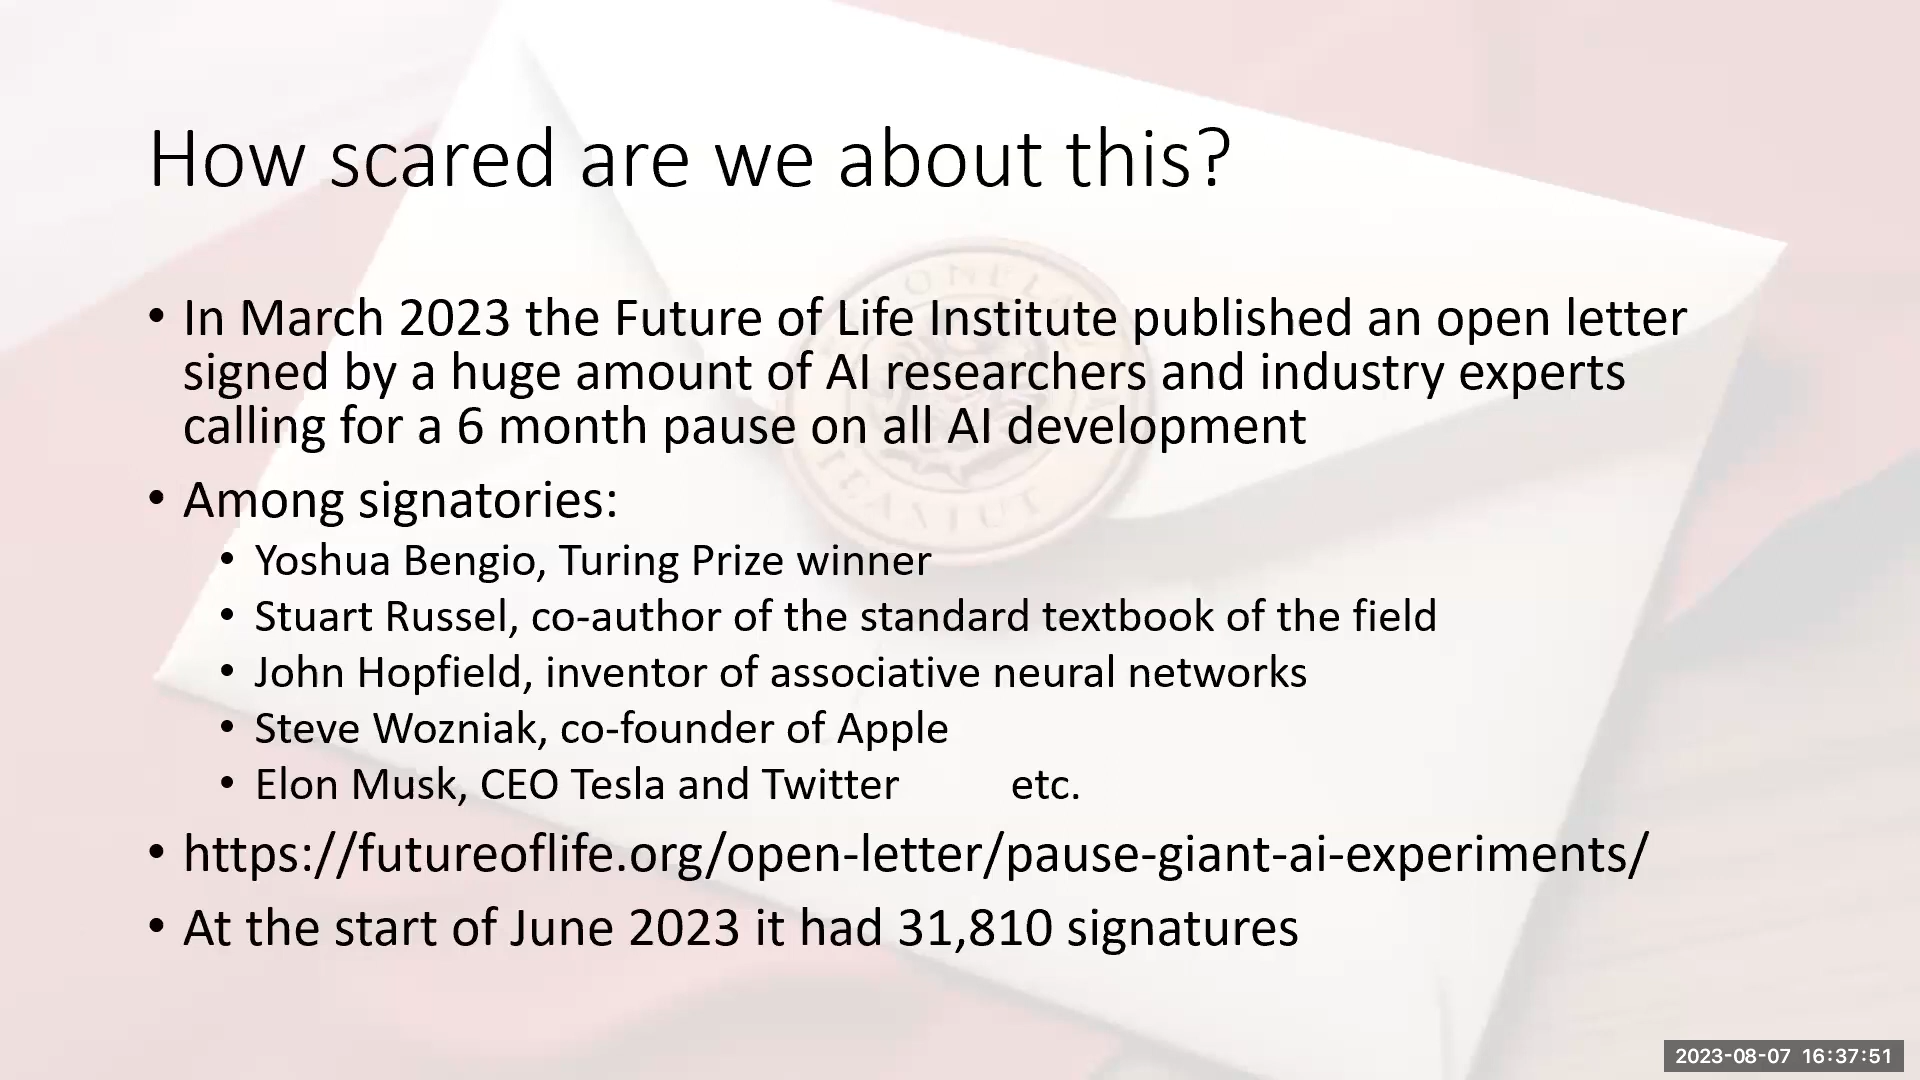 How scared are we about this?
• In March 2023 the Future of Life Institute published an open letter
signed by a huge amount of AI researchers and industry experts
calling for a 6 month pause on all AI development
• Among signatories:
• Yoshua Bengio, Turing Prize winner
• Stuart Russel, co-author of the standard textbook of the field
• John Hopfield, inventor of associative neural networks
• Steve Wozniak, co-founder of Apple
• Elon Musk, CEO Tesla and Twitter etc.
• https://futureoflife.org/open-letter/pause-giant-ai-experiments/
• At the start of June 2023 it had 31,810 signatures
2023-08-07 16:37:51